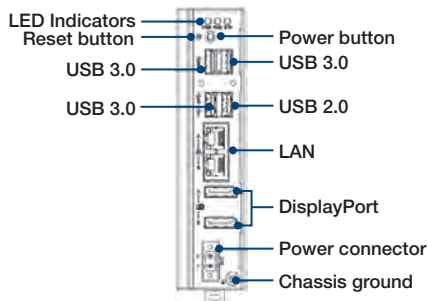 LED Indicators
Reset button
Power button
USB 3.0
USB 3.0
USB 3.0
USB 2.0
LAN
DisplayPort
Power connector
Chassis ground